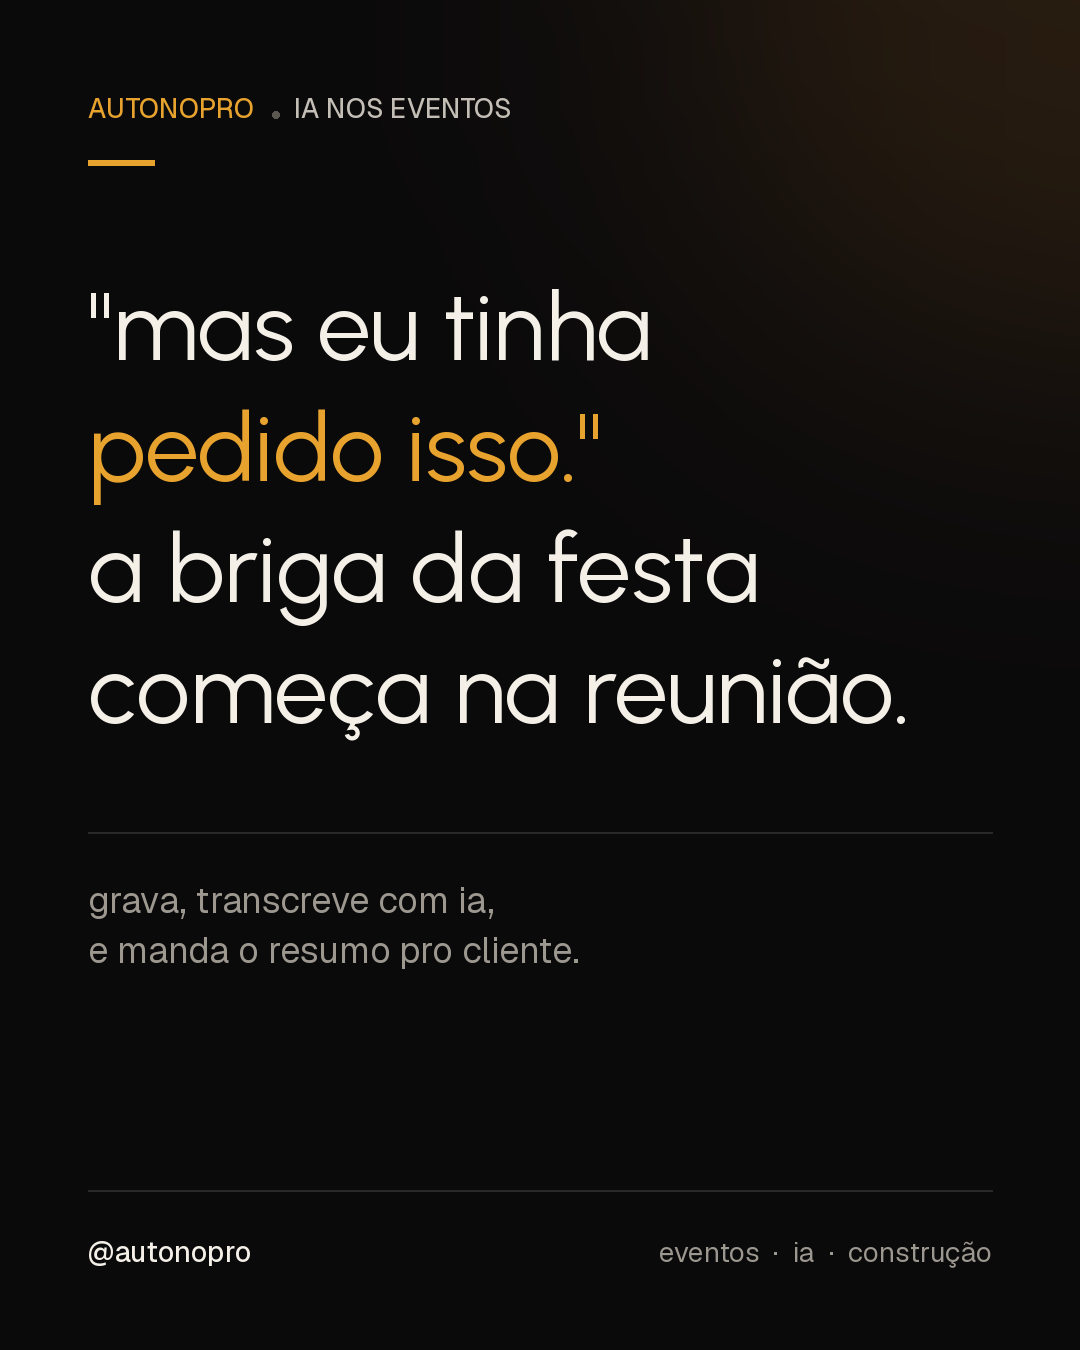 AUTONOPRO . IA NOS EVENTOS
"mas eu tinha
pedido isso."
a briga da festa
começa na reunião.
grava, transcreve com ia,
e manda o resumo pro cliente.
@autonopro
eventos · ia · construção